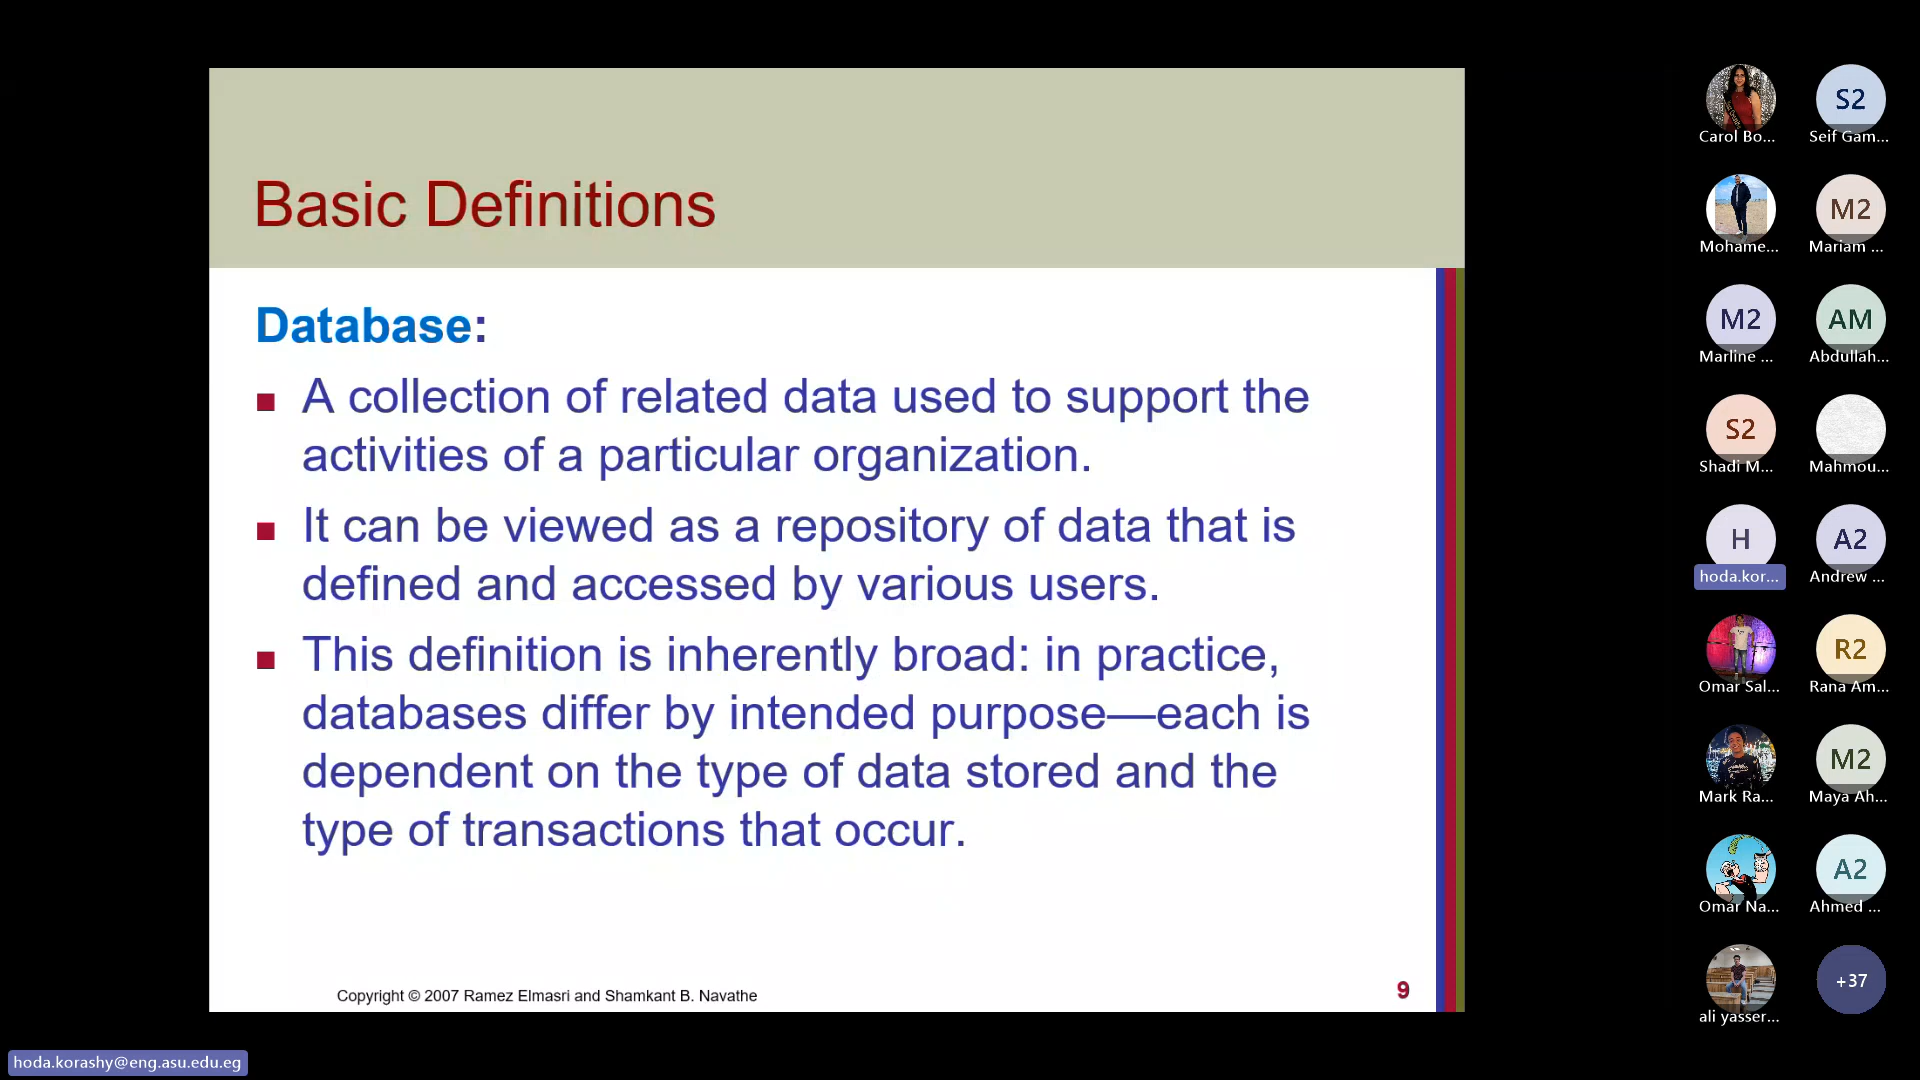 Basic Definitions
Database:
A collection of related data used to support the
activities of a particular organization.
It can be viewed as a repository of data that is
defined and accessed by various users.
This definition is inherently broad: in practice,
databases differ by intended purpose—each is
dependent on the type of data stored and the
type of transactions that occur.
Copyright © 2007 Ramez Elmasri and Shamkant B. Navathe
9
S2
Carol Bo...
Seif Gam...
M2
Mohame...
Mariam ...
M2
AM
Marline ...
Abdullah...
S2
Shadi M...
Mahmou...
H
A2
hoda.kor...
Andrew ...
R2
Omar Sal...
Rana Am...
M2
Mark Ra...
Maya Ah...
A2
Omar Na...
Ahmed ...
+37
ali yasser...
hoda.korashy@eng.asu.edu.eg